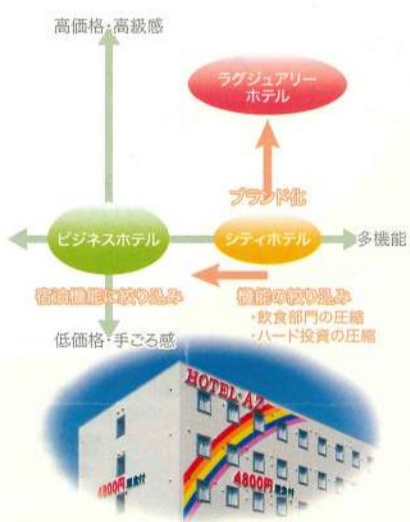 高価格・高級感
ラグジュアリー
ホテル
ブランド化
ビジネスホテル
シティホテル
多機能
宿泊機能に絞り込み
機能の絞り込み
・飲食部門の圧縮
・ハード投資の圧縮
低価格・手ごろ感
HOTEL・AZ
4800円
4800円